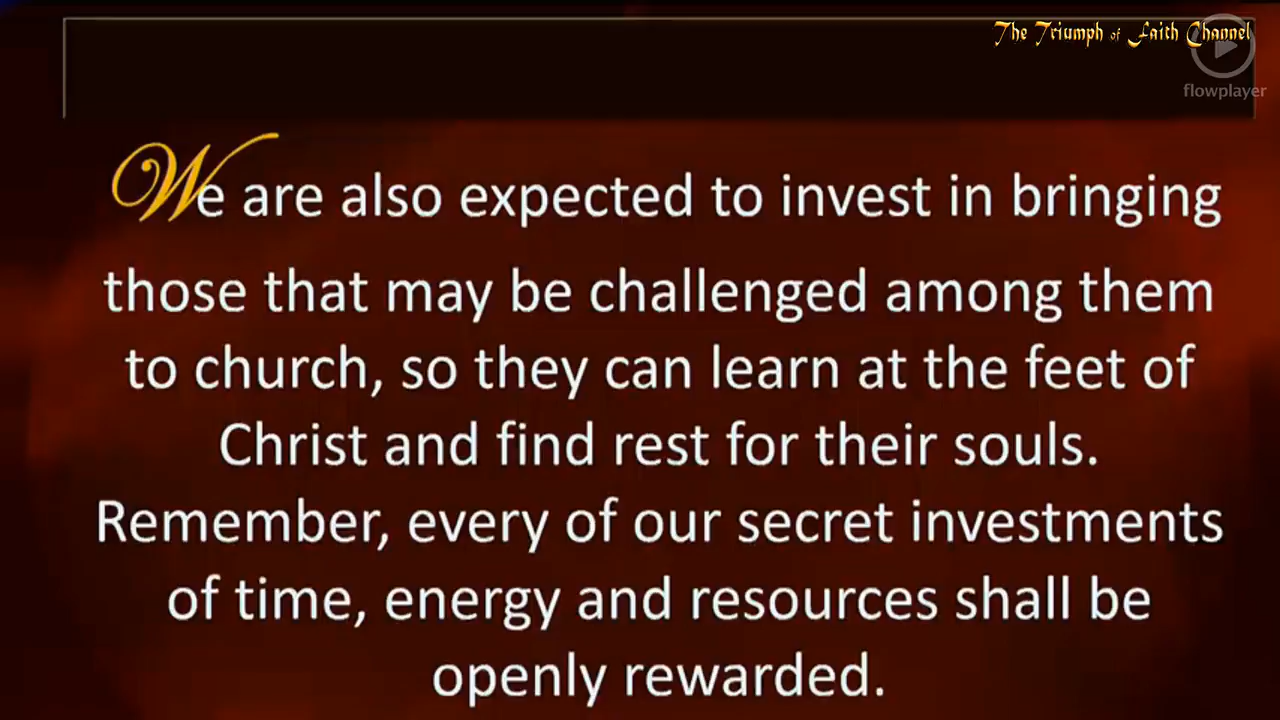 The Triumph of Faith Channel
flowplayer
We are also expected to invest in bringing
those that may be challenged among them
to church, so they can learn at the feet of
Christ and find rest for their souls.
Remember, every of our secret investments
of time, energy and resources shall be
openly rewarded.